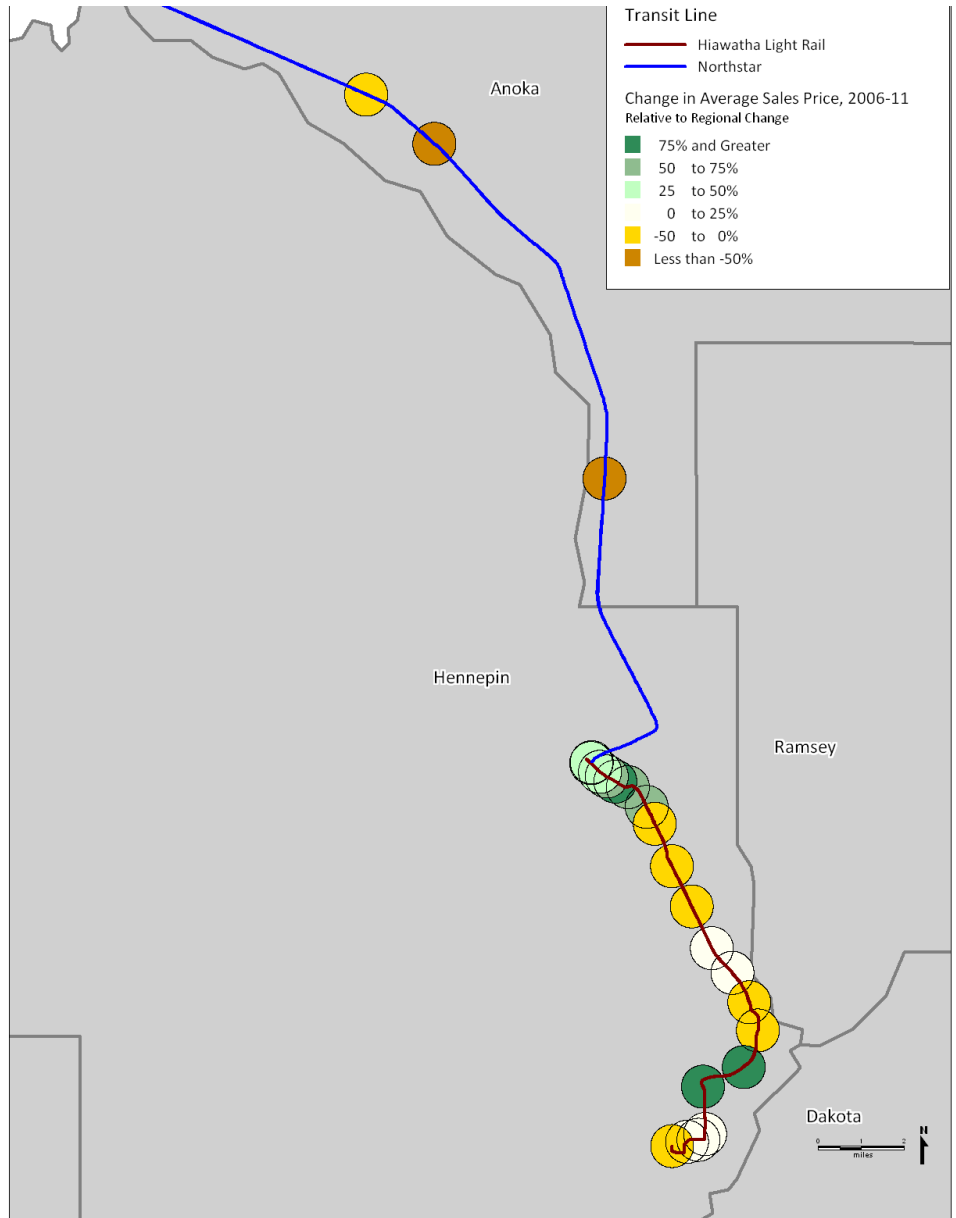 Transit Line
Hiawatha Light Rail
Northstar
Change in Average Sales Price, 2006-11
Relative to Regional Change
75% and Greater
50 to 75%
25 to 50%
0 to 25%
-50 to 0%
Less than -50%
Anoka
Hennepin
Ramsey
Dakota
N
0 1 2
miles